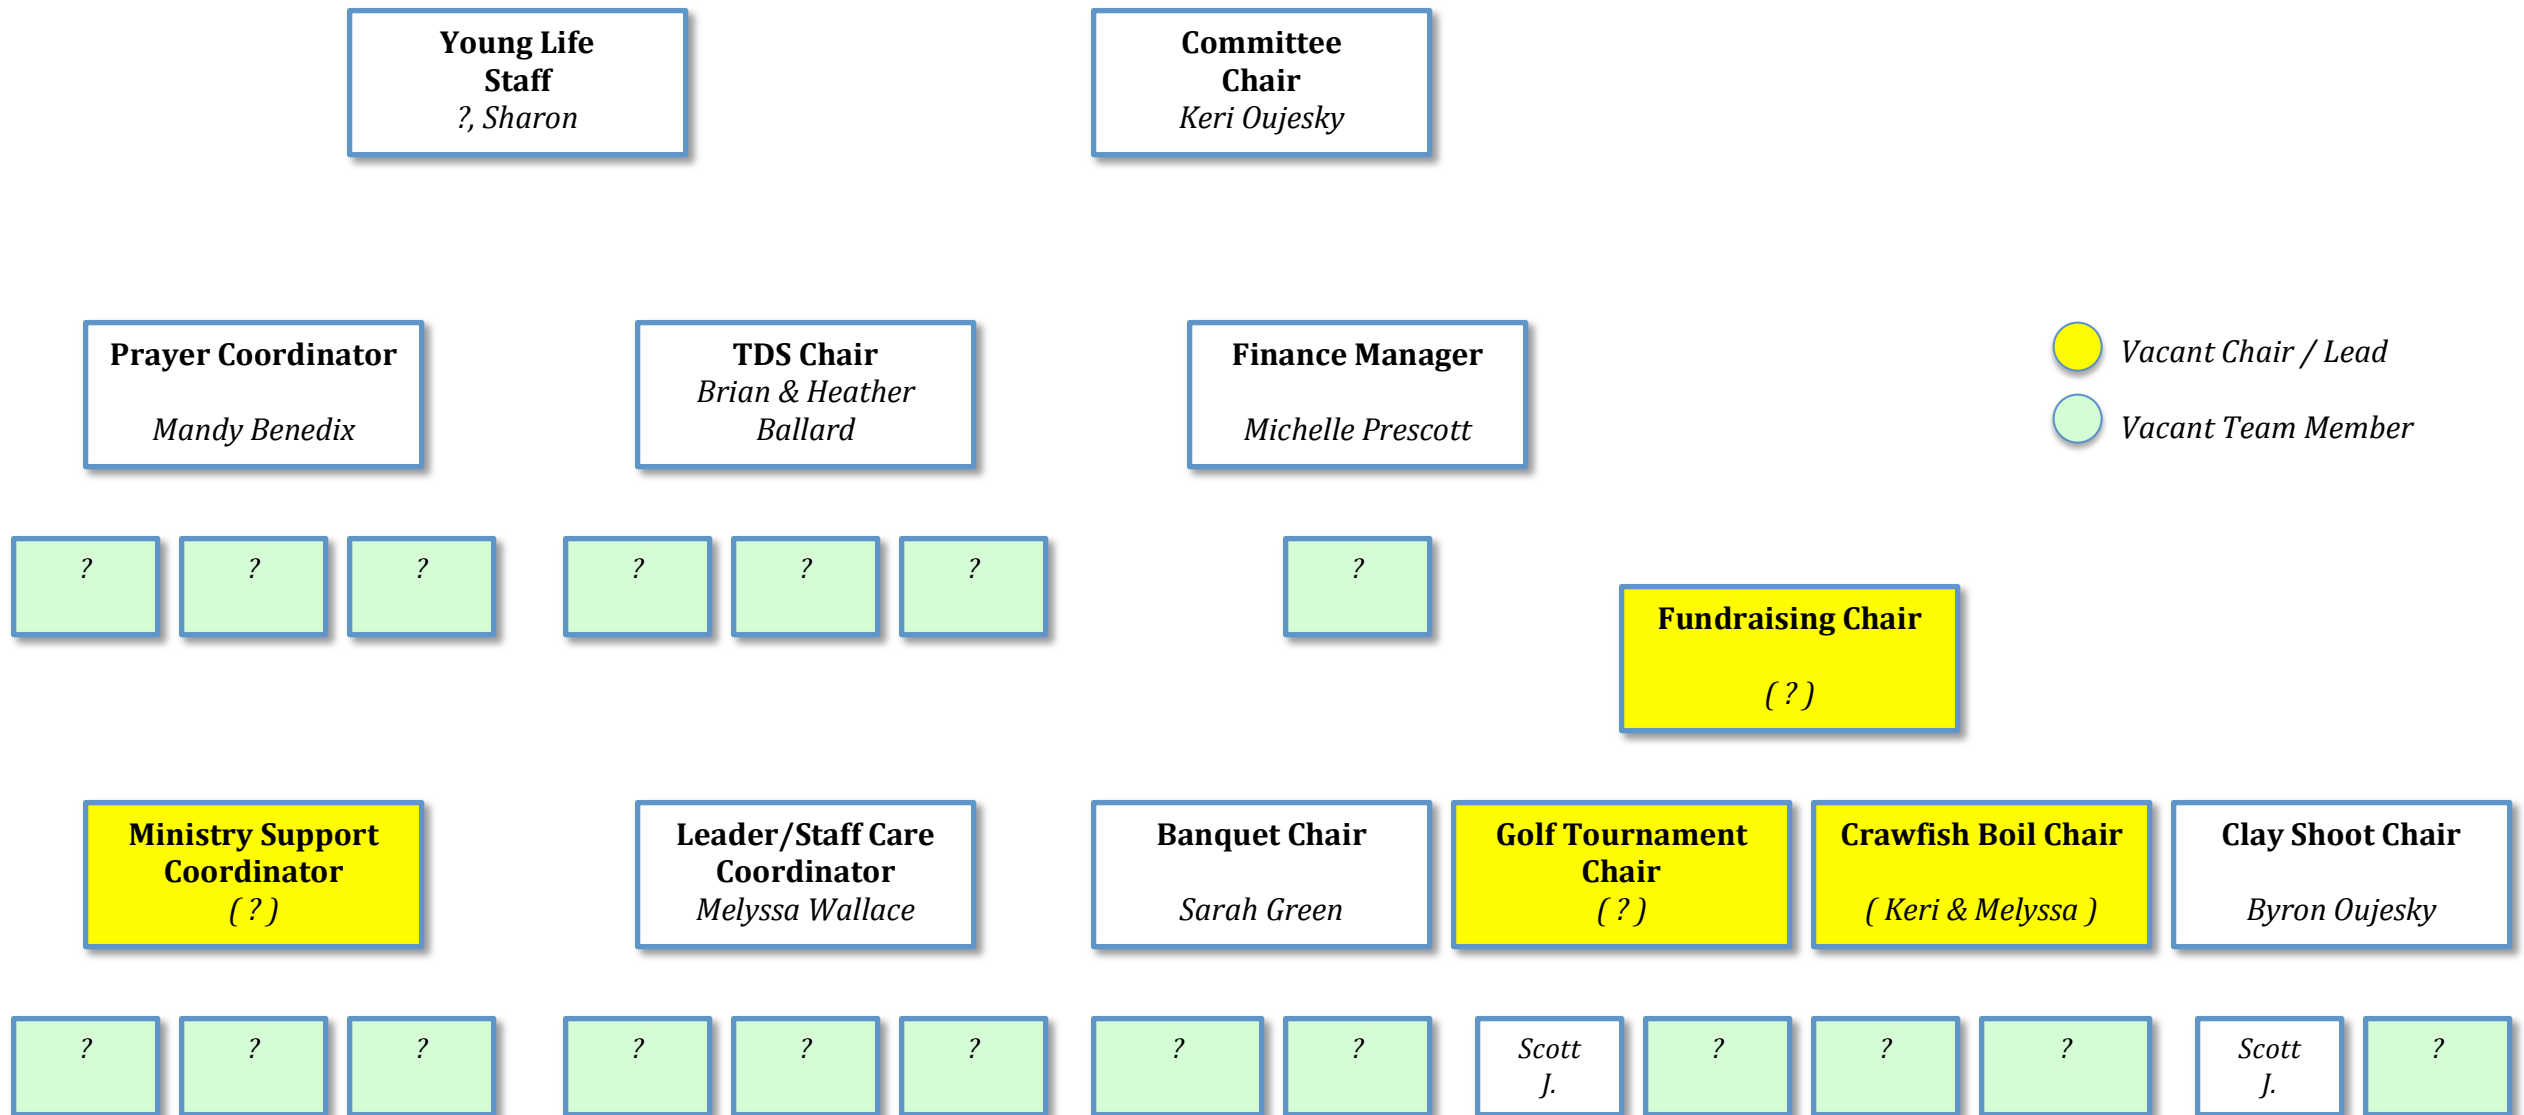 Young Life
Staff
?, Sharon
Committee
Chair
Keri Oujesky
Prayer Coordinator
Mandy Benedix
TDS Chair
Brian & Heather
Ballard
Finance Manager
Michelle Prescott
Vacant Chair / Lead
Vacant Team Member
?
?
?
?
?
?
?
Fundraising Chair
( ? )
Ministry Support
Coordinator
( ? )
Leader/Staff Care
Coordinator
Melyssa Wallace
Banquet Chair
Sarah Green
Golf Tournament
Chair
( ? )
Crawfish Boil Chair
( Keri & Melyssa )
Clay Shoot Chair
Byron Oujesky
?
?
?
?
?
?
?
?
Scott
J.
?
?
?
Scott
J.
?